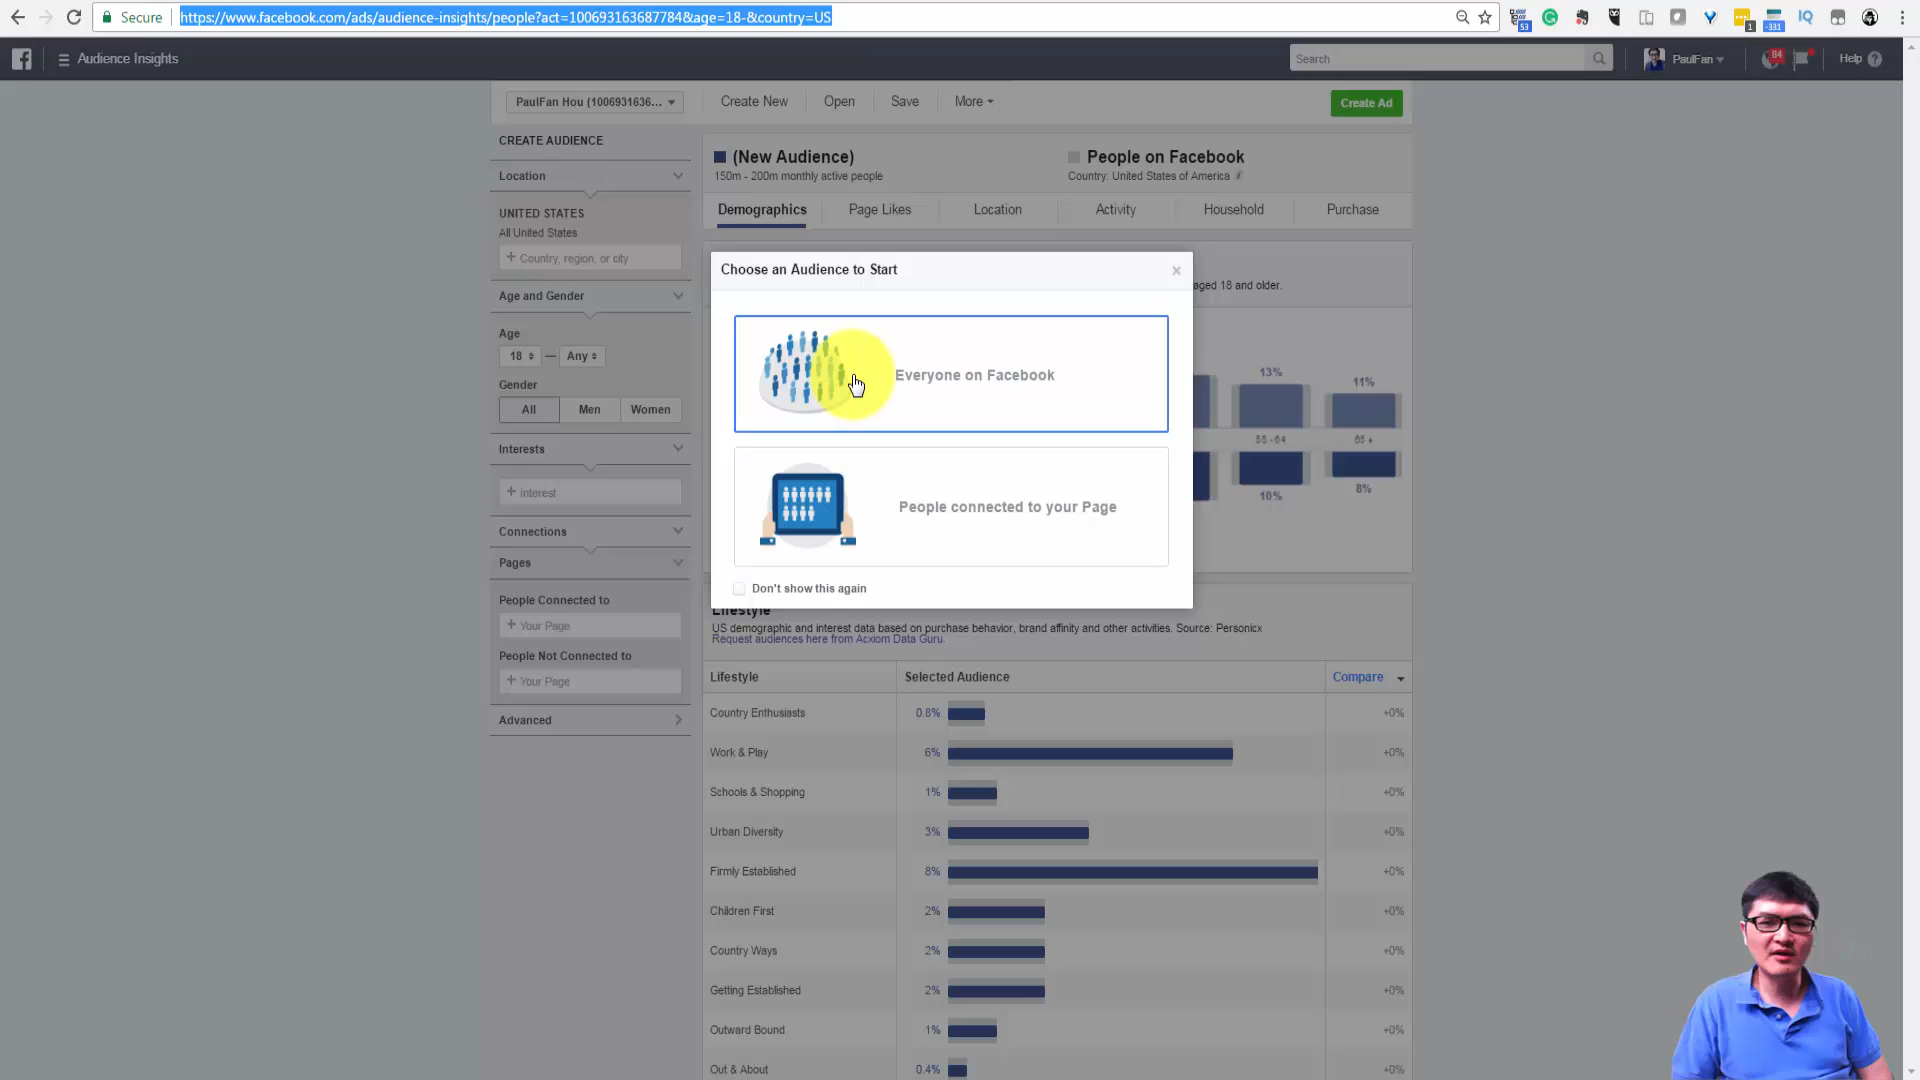 Secure
https://www.facebook.com/ads/audience-insights/people?act=100693163687784&age=18-&country=US
53
1
-331
IQ
Audience Insights
Search
PaulFan
64
Help
PaulFan Hou (1006931636...
Create New
Open
Save
More
Create Ad
CREATE AUDIENCE
Location
UNITED STATES
All United States
+ Country, region, or city
Age and Gender
Age
18 — Any
Gender
All
Men
Women
Interests
+ Interest
Connections
Pages
People Connected to
+ Your Page
People Not Connected to
+ Your Page
Advanced
(New Audience)
150m - 200m monthly active people
People on Facebook
Country: United States of America
Demographics
Page Likes
Location
Activity
Household
Purchase
aged 18 and older.
Choose an Audience to Start
Everyone on Facebook
People connected to your Page
Don't show this again
13%
11%
55 - 64
65 +
10%
8%
Lifestyle
US demographic and interest data based on purchase behavior, brand affinity and other activities. Source: Personicx
Request audiences here from Acxiom Data Guru.
Lifestyle
Selected Audience
Compare
Country Enthusiasts
0.8%
+0%
Work & Play
6%
+0%
Schools & Shopping
1%
+0%
Urban Diversity
3%
+0%
Firmly Established
8%
+0%
Children First
2%
+0%
Country Ways
2%
+0%
Getting Established
2%
+0%
Outward Bound
1%
+0%
Out & About
0.4%
+0%